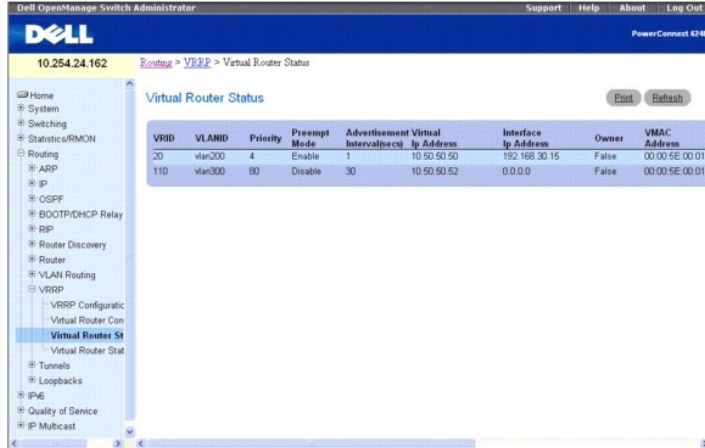 Dell OpenManage Switch Administrator
Support Help About Log Out
DELL
PowerConnect 624
10.254.24.162
Routing > VRRP > Virtual Router Status
Home
System
Switching
Statistics/RMON
Routing
ARP
IP
OSPF
BOOTP/DHCP Relay
RIP
Router Discovery
Router
VLAN Routing
VRRP
VRRP Configuratic
Virtual Router Con
Virtual Router St
Virtual Router Stat
Tunnels
Loopbacks
IPv6
Quality of Service
IP Multicast
Virtual Router Status
Print Refresh
VRID VLANID Priority Preempt Mode Advertisement Interval(secs) Virtual Ip Address Interface Ip Address Owner VMAC Address
20 vlan200 4 Enable 1 10.50.50.50 192.168.30.15 False 00:00:5E:00:01
110 vlan300 80 Disable 30 10.50.50.52 0.0.0.0 False 00:00:5E:00:01